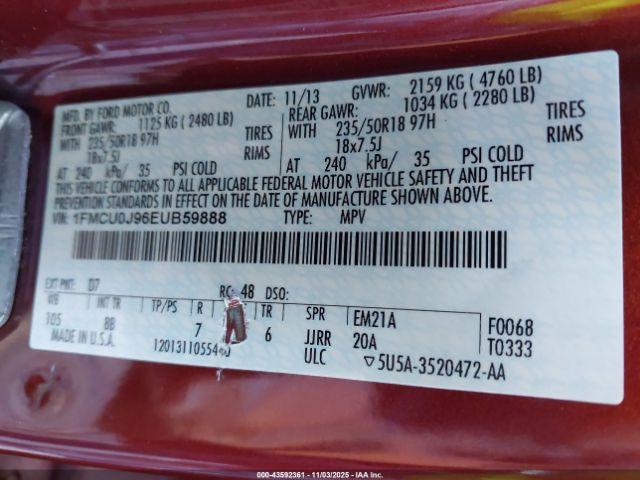 MFD. BY FORD MOTOR CO.
DATE: 11/13 GVWR: 2159 KG ( 4760 LB)
FRONT GAWR: 1125 KG ( 2480 LB)
REAR GAWR: 1034 KG ( 2280 LB)
WITH 235/50R18 97H TIRES
WITH 235/50R18 97H TIRES
18x7.5J RIMS
18x7.5J RIMS
AT 240 kPa/ 35 PSI COLD
AT 240 kPa/ 35 PSI COLD
THIS VEHICLE CONFORMS TO ALL APPLICABLE FEDERAL MOTOR VEHICLE SAFETY AND THEFT
PREVENTION STANDARDS IN EFFECT ON THE DATE OF MANUFACTURE SHOWN ABOVE.
VIN: 1FMCU0J96EUB59888 TYPE: MPV
EXT PNT: D7 RC: 48 DSO:
WB INT TR TP/PS R TR SPR
105 BB 7 6 JJRR EM21A F0068
MADE IN U.S.A. ULC 20A T0333
▽5U5A-3520472-AA
000-43592361 - 11/03/2025 - IAA Inc.